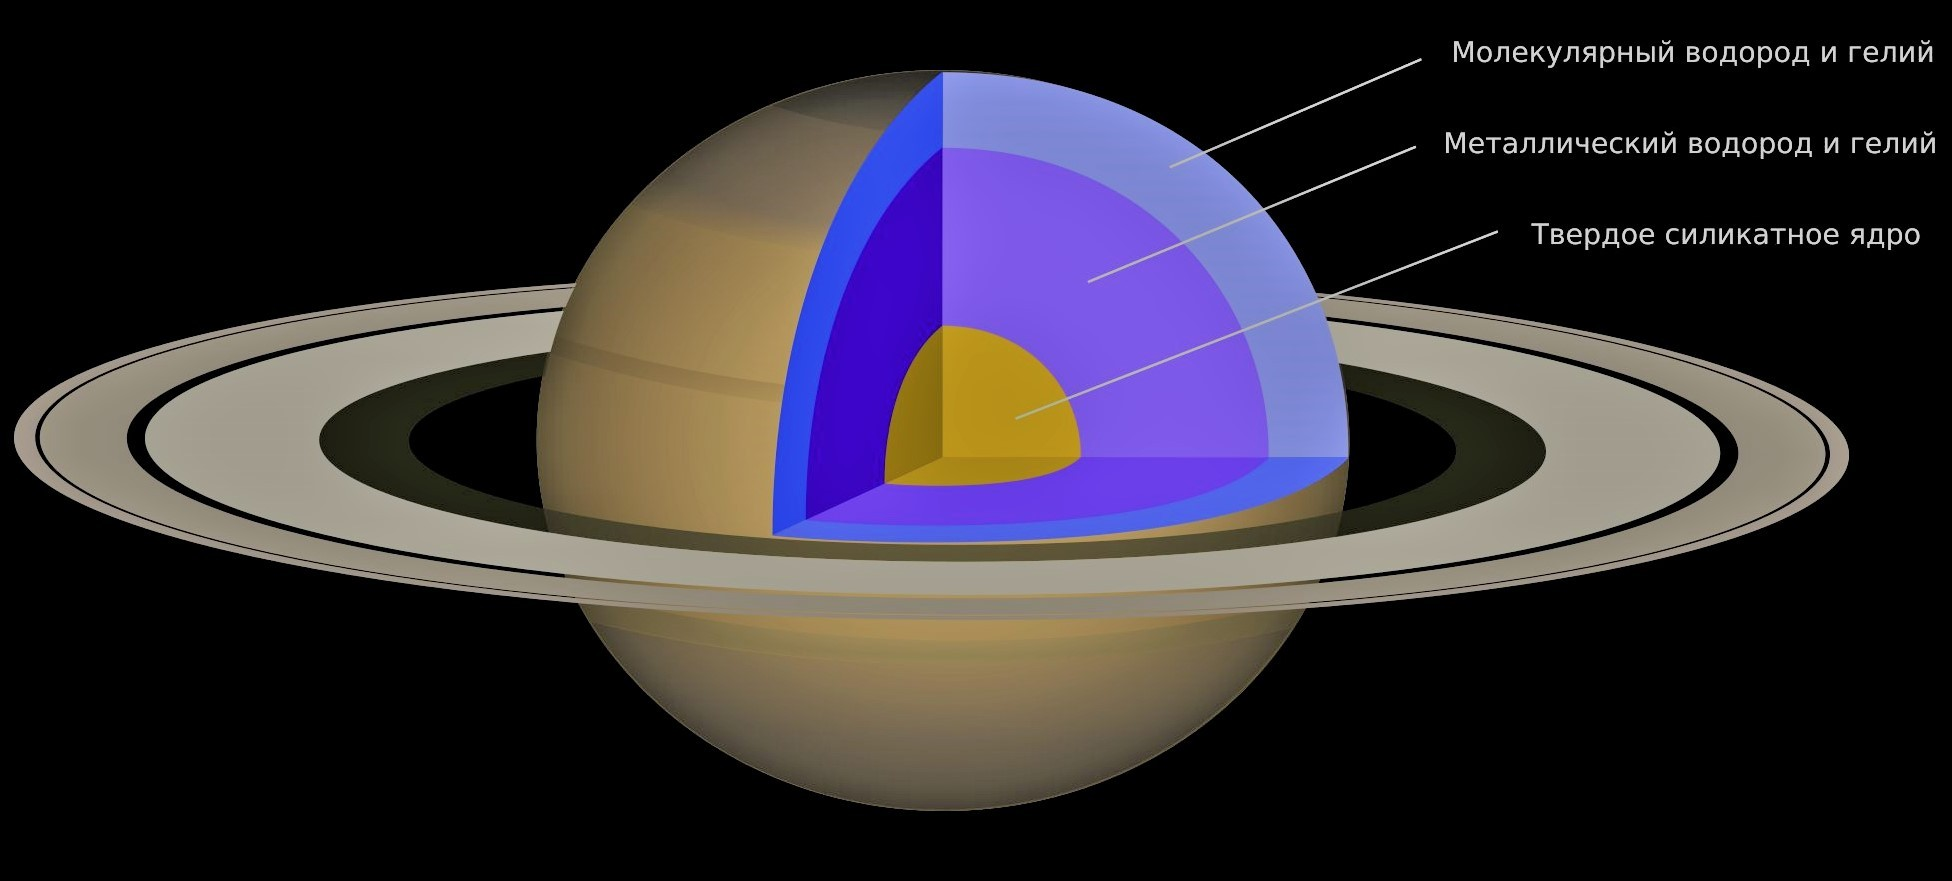 Молекулярный водород и гелий
Металлический водород и гелий
Твердое силикатное ядро